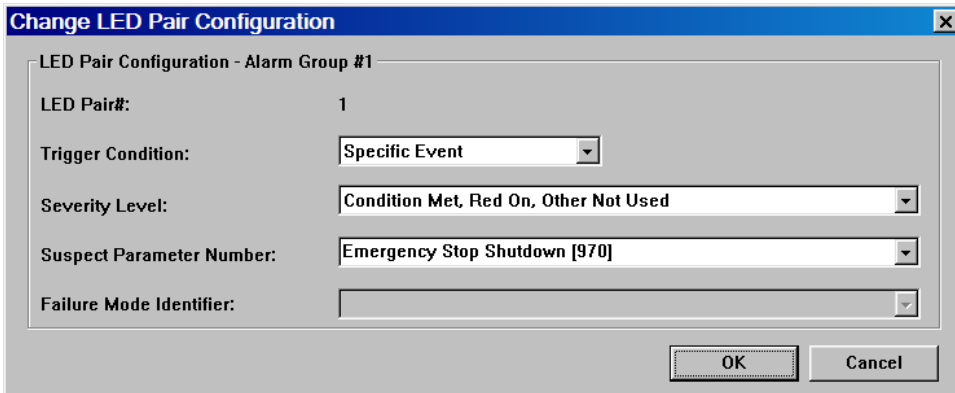 Change LED Pair Configuration
LED Pair Configuration - Alarm Group #1
LED Pair#: 1
Trigger Condition: Specific Event
Severity Level: Condition Met, Red On, Other Not Used
Suspect Parameter Number: Emergency Stop Shutdown [970]
Failure Mode Identifier:
OK Cancel